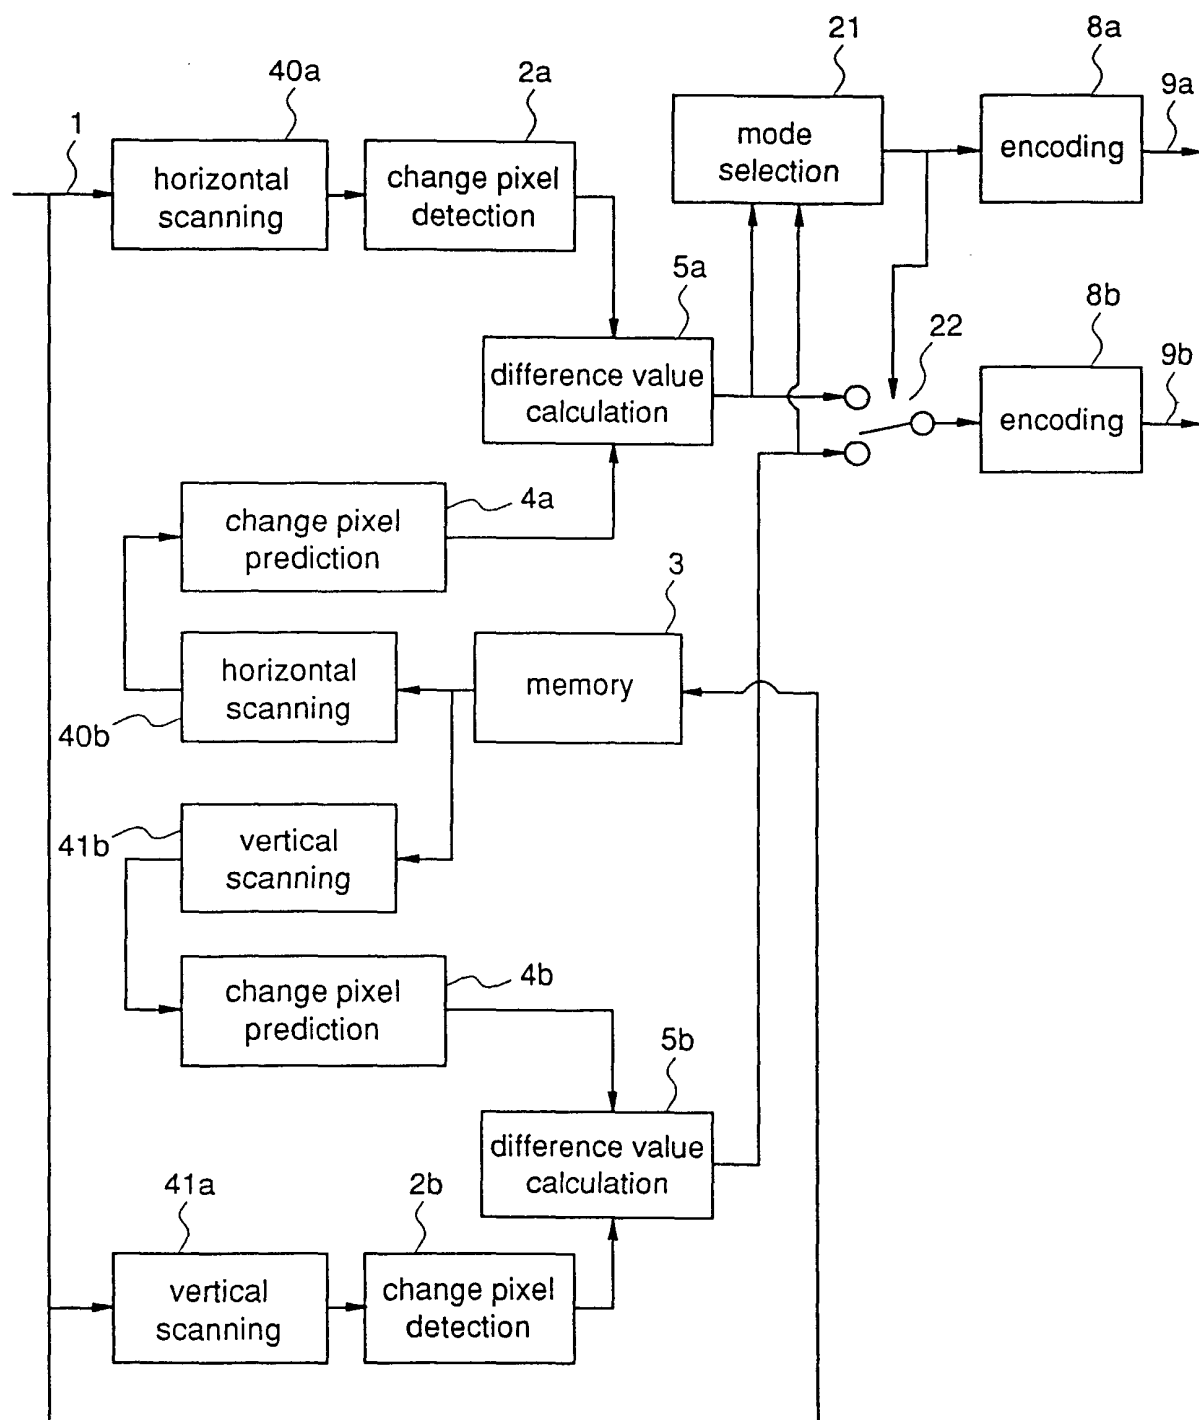 21
8a
40a
2a
9a
1
mode
selection
encoding
horizontal
scanning
change pixel
detection
5a
8b
22
9b
difference value
calculation
encoding
4a
change pixel
prediction
3
horizontal
scanning
memory
40b
41b
vertical
scanning
4b
change pixel
prediction
5b
difference value
calculation
41a
2b
vertical
scanning
change pixel
detection